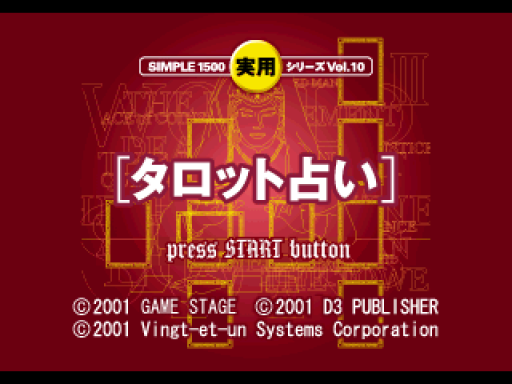 SIMPLE 1500 実用 シリーズ Vol.10
[タロット占い]
press START button
©2001 GAME STAGE ©2001 D3 PUBLISHER
©2001 Vingt-et-un Systems Corporation